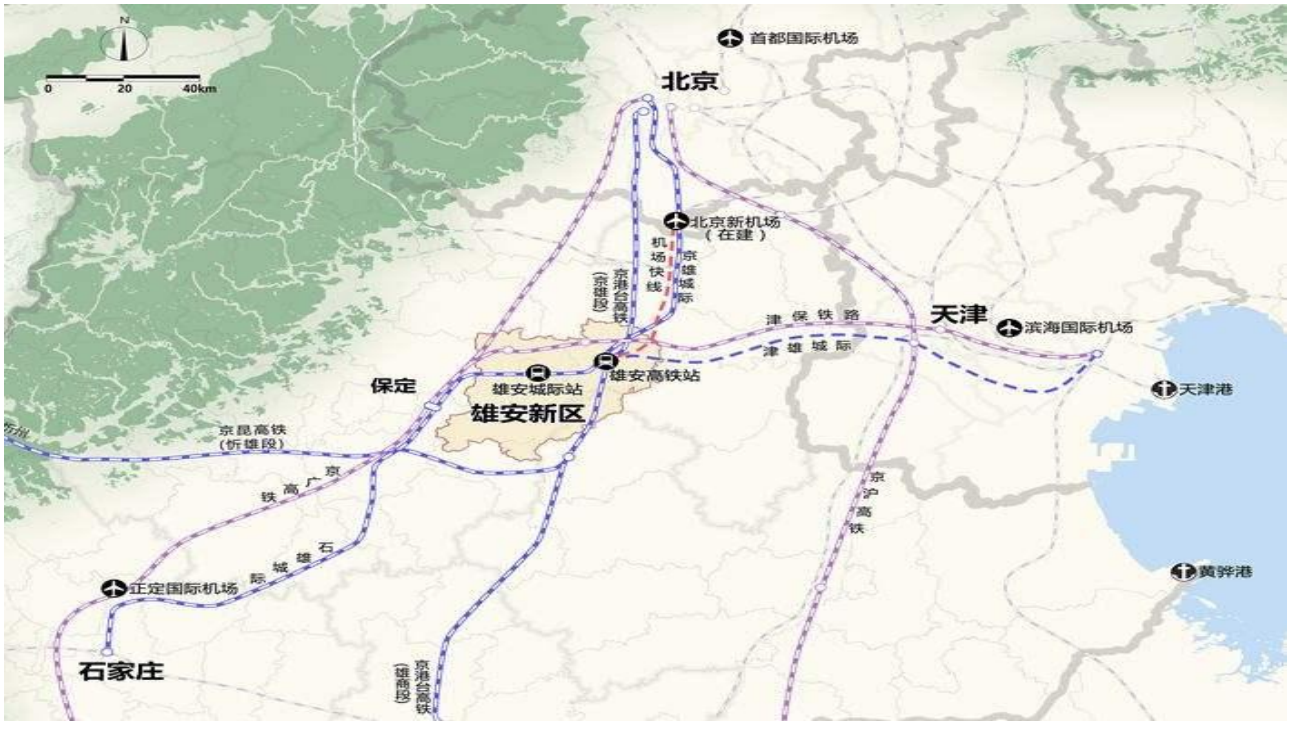 N
0 20 40km
首都国际机场
北京
北京新机场
（在建）
机场快线
京雄城际
京港台高铁
(京雄段)
津保铁路
天津
滨海国际机场
津雄城际
雄安高铁站
雄安城际站
保定
雄安新区
天津港
京昆高铁
(忻雄段)
忻州
京广高铁
京沪高铁
石雄城际
黄骅港
正定国际机场
石家庄
京港台高铁
(雄商段)